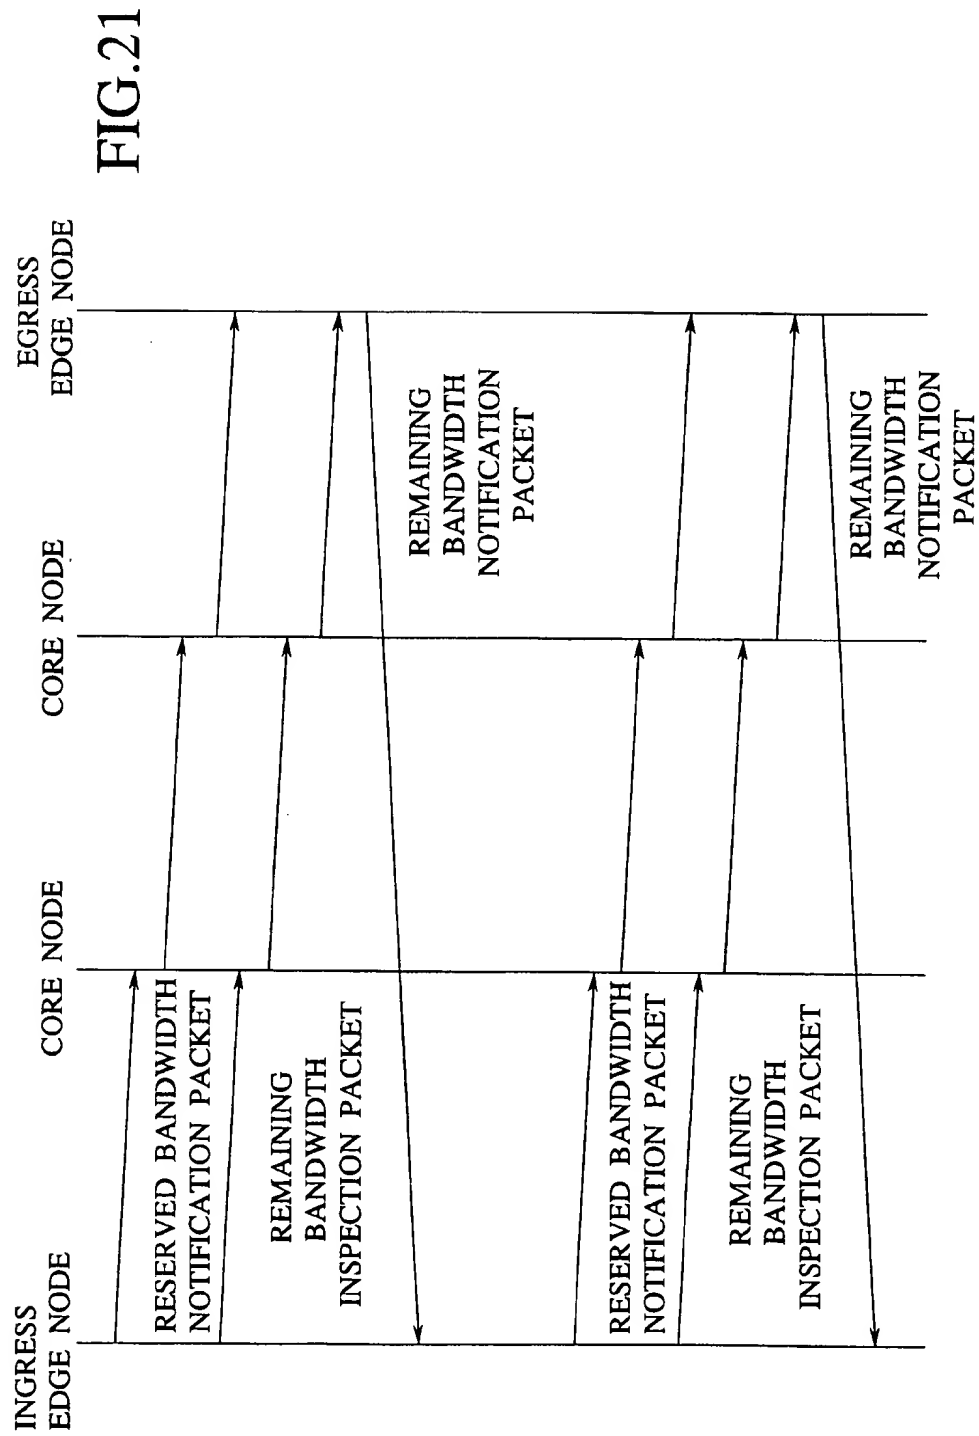 FIG.21
INGRESS
EDGE NODE
CORE NODE
CORE NODE
EGRESS
EDGE NODE
RESERVED BANDWIDTH
NOTIFICATION PACKET
REMAINING
BANDWIDTH
INSPECTION PACKET
REMAINING
BANDWIDTH
NOTIFICATION
PACKET
RESERVED BANDWIDTH
NOTIFICATION PACKET
REMAINING
BANDWIDTH
INSPECTION PACKET
REMAINING
BANDWIDTH
NOTIFICATION
PACKET